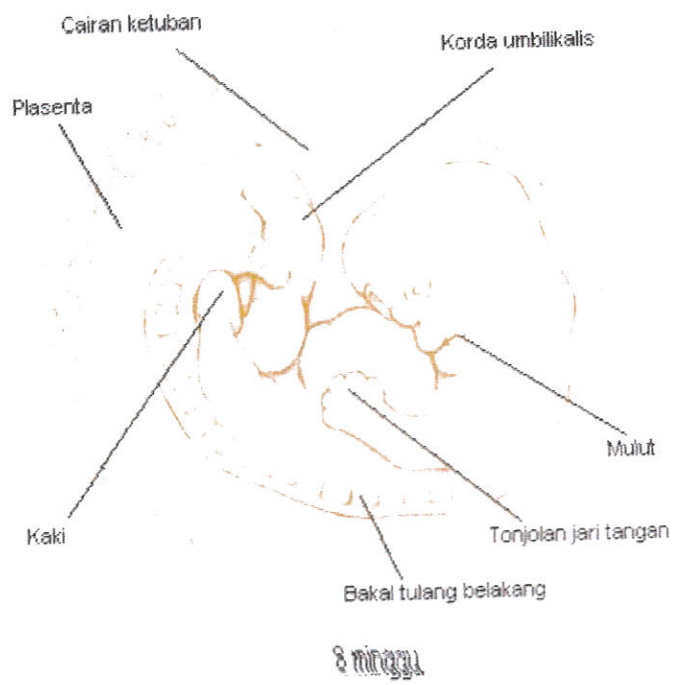 Cairan ketuban
Korda umbilikalis
Plasenta
Mulut
Kaki
Tonjolan jari tangan
Bakal tulang belakang
8 minggu